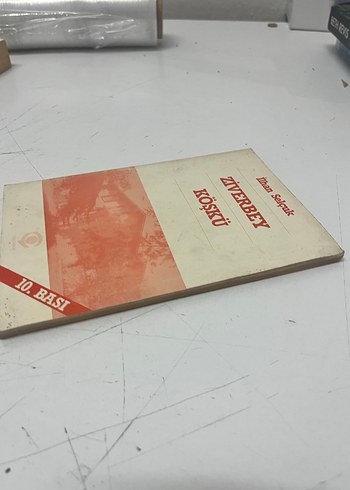 İlhan Selçuk
ZİVERBEY
KÖŞKÜ
10. BASI